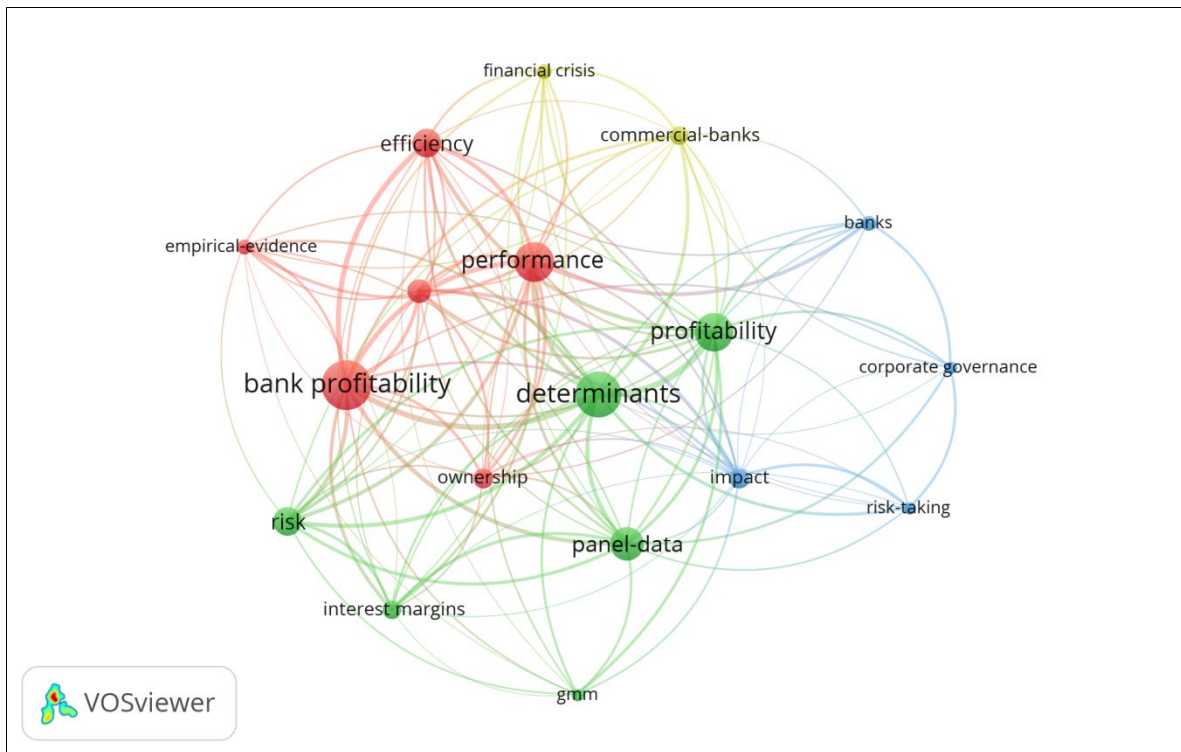 financial crisis
commercial-banks
efficiency
banks
empirical-evidence
performance
profitability
corporate governance
bank profitability
determinants
ownership
impact
risk-taking
risk
panel-data
interest margins
gmm
VOSviewer